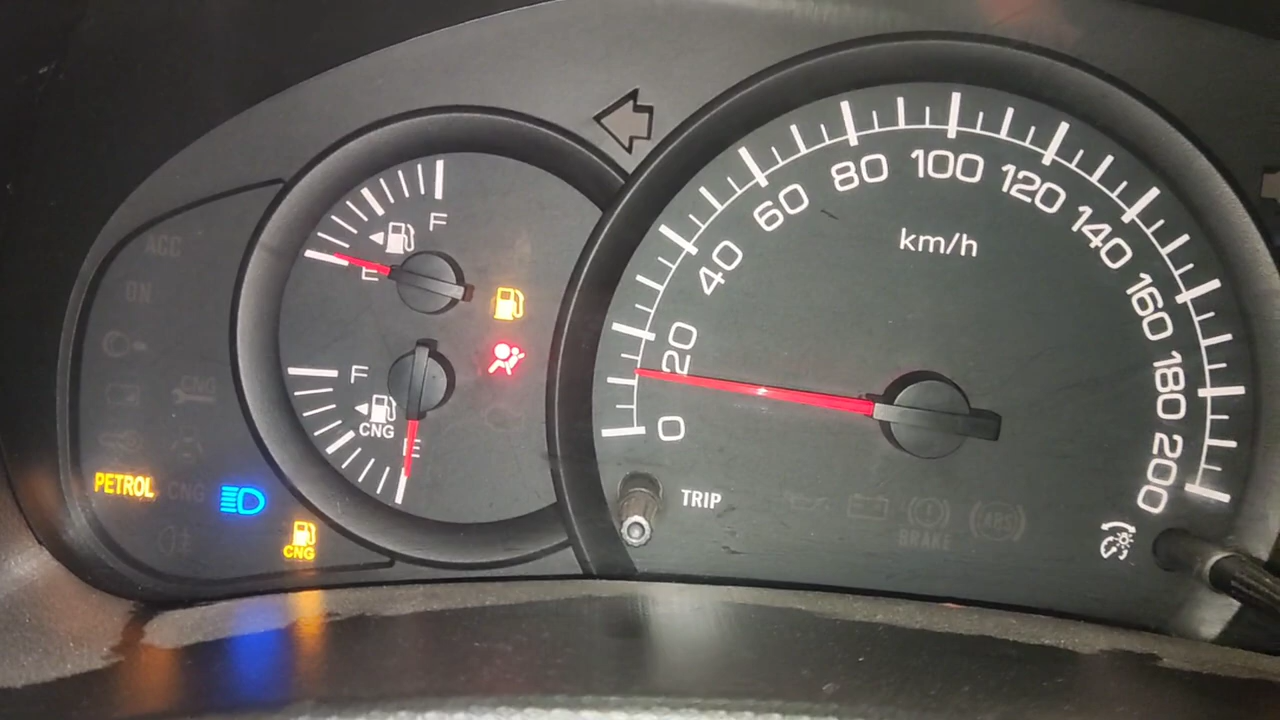 ACC
ON
PETROL
CNG
CNG
CNG
F
E
F
CNG
E
0
20
40
60
80
100
120
140
160
180
200
km/h
TRIP
BRAKE
ABS